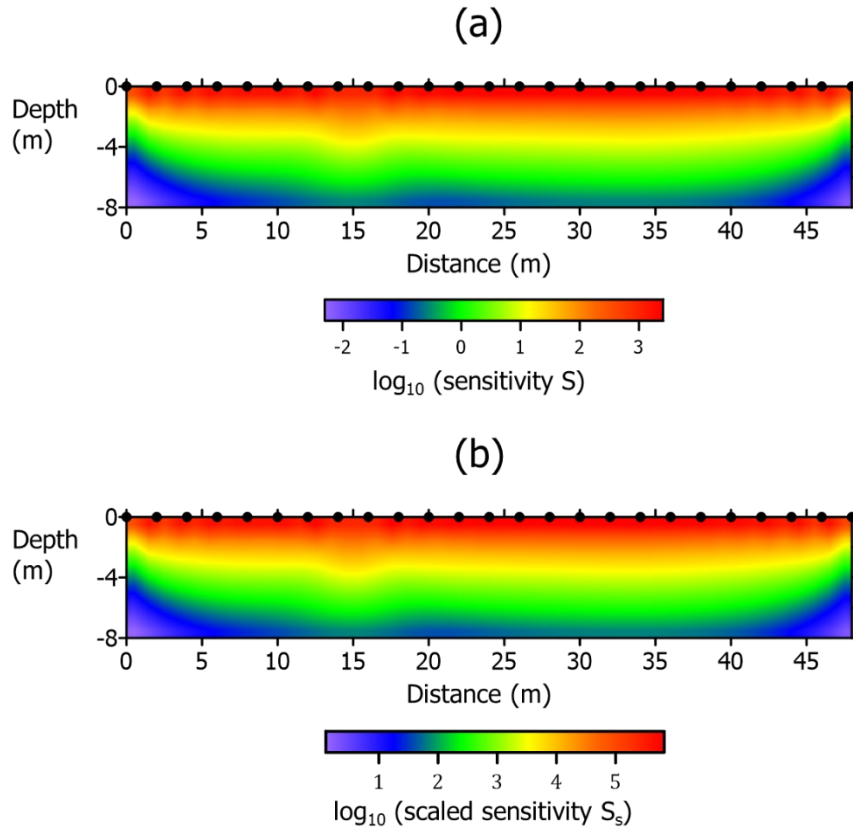 (a)
Depth
(m)
0
-4
-8
0 5 10 15 20 25 30 35 40 45
Distance (m)
-2 -1 0 1 2 3
log₁₀ (sensitivity S)
(b)
Depth
(m)
0
-4
-8
0 5 10 15 20 25 30 35 40 45
Distance (m)
1 2 3 4 5
log₁₀ (scaled sensitivity Sₛ)